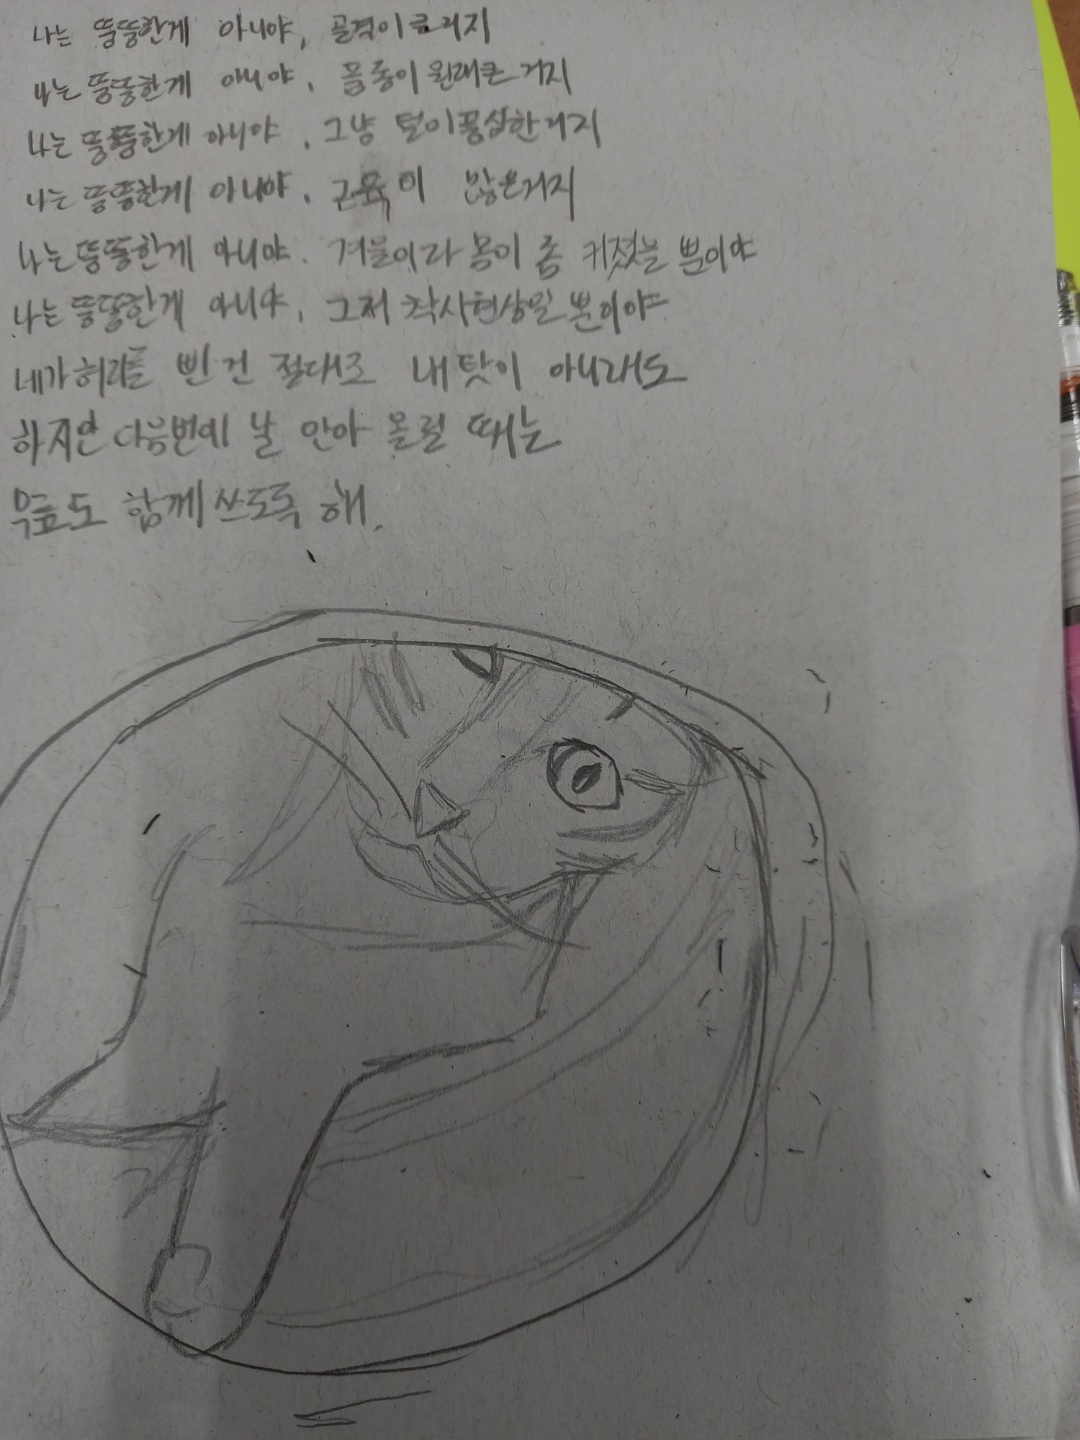 나는 뚱뚱한게 아니야, 골격이 큰거지
나는 뚱뚱한게 아니야, 몸통이 원래큰 거지
나는 뚱뚱한게 아니야, 그냥 털이풍성한거지
나는 뚱뚱한게 아니야, 근육이 많은거지
나는 뚱뚱한게 아니야. 겨울이라 몸이 좀 커졌을 뿐이야
나는 뚱뚱한게 아니야, 그저 착시현상일뿐이야
네가허리를 삔 건 절대로 내탓이 아니래도
하지만 다음번에 날 안아 올릴 때는
무릎도 함께쓰도록 해.